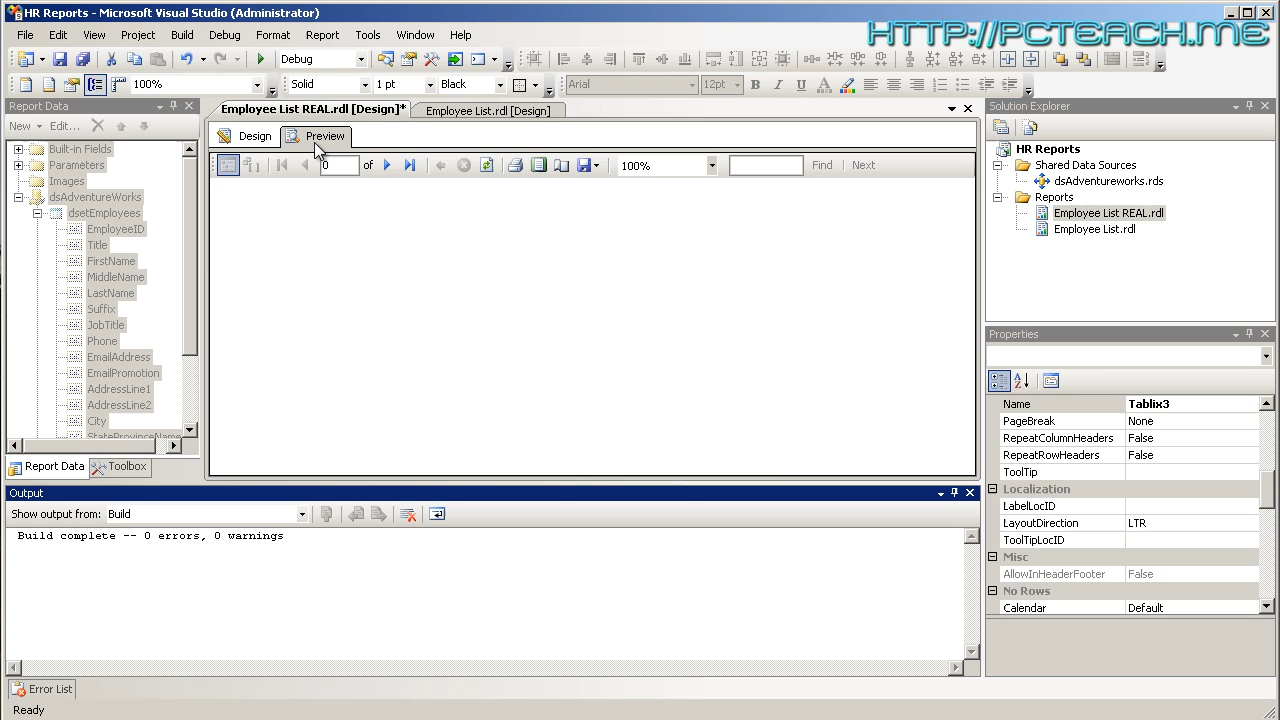 HR Reports - Microsoft Visual Studio (Administrator)
HTTP://PCTEACH.ME
File Edit View Project Build Debug Format Report Tools Window Help
Debug
100% Solid 1 pt Black Arial 12pt B I U A
Report Data
New Edit...
Built-in Fields
Parameters
Images
dsAdventureWorks
dsetEmployees
EmployeeID
Title
FirstName
MiddleName
LastName
Suffix
JobTitle
Phone
EmailAddress
EmailPromotion
AddressLine1
AddressLine2
City
StateProvinceName
Report Data Toolbox
Employee List REAL.rdl [Design]* Employee List.rdl [Design]
Design Preview
0 of 100% Find Next
Solution Explorer
HR Reports
Shared Data Sources
dsAdventureworks.rds
Reports
Employee List REAL.rdl
Employee List.rdl
Properties
Name Tablix3
PageBreak None
RepeatColumnHeaders False
RepeatRowHeaders False
ToolTip
Localization
LabelLocID
LayoutDirection LTR
ToolTipLocID
Misc
AllowInHeaderFooter False
No Rows
Calendar Default
Output
Show output from: Build
Build complete -- 0 errors, 0 warnings
Error List
Ready